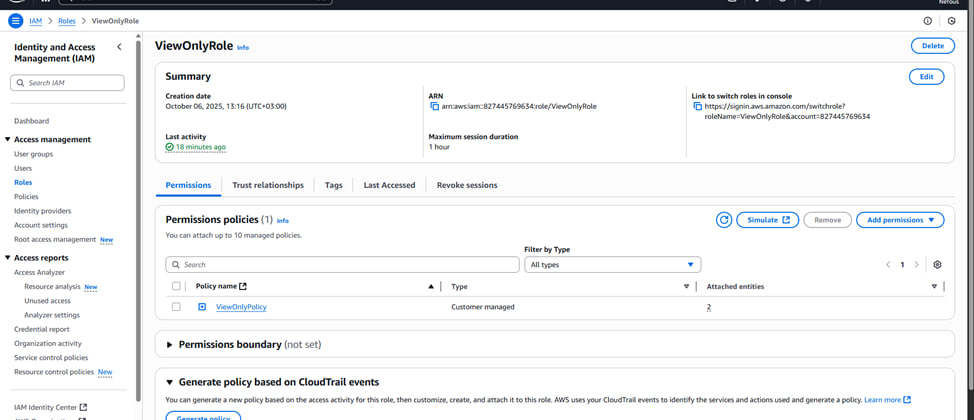 Nefous
IAM > Roles > ViewOnlyRole
Identity and Access Management (IAM)
Search IAM
Dashboard
Access management
User groups
Users
Roles
Policies
Identity providers
Account settings
Root access management New
Access reports
Access Analyzer
Resource analysis New
Unused access
Analyzer settings
Credential report
Organization activity
Service control policies
Resource control policies New
IAM Identity Center
ViewOnlyRole Info
Delete
Summary
Edit
Creation date
October 06, 2025, 13:16 (UTC+03:00)
ARN
arn:aws:iam::827445769634:role/ViewOnlyRole
Link to switch roles in console
https://signin.aws.amazon.com/switchrole?
roleName=ViewOnlyRole&account=827445769634
Last activity
18 minutes ago
Maximum session duration
1 hour
Permissions
Trust relationships
Tags
Last Accessed
Revoke sessions
Permissions policies (1) Info
Simulate
Remove
Add permissions
You can attach up to 10 managed policies.
Filter by Type
Search
All types
1
Policy name
Type
Attached entities
ViewOnlyPolicy
Customer managed
2
Permissions boundary (not set)
Generate policy based on CloudTrail events
You can generate a new policy based on the access activity for this role, then customize, create, and attach it to this role. AWS uses your CloudTrail events to identify the services and actions used and generate a policy. Learn more
Generate policy